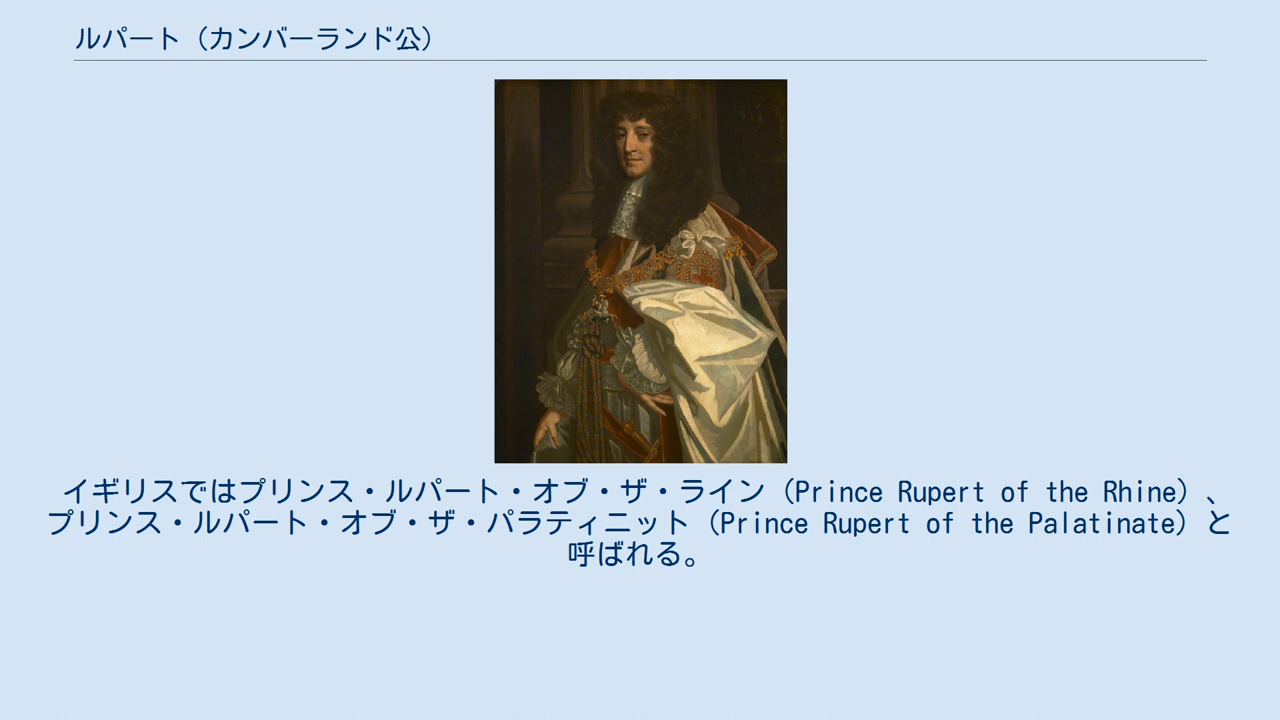 ルパート（カンバーランド公）
イギリスではプリンス・ルパート・オブ・ザ・ライン（Prince Rupert of the Rhine）、
プリンス・ルパート・オブ・ザ・パラティニット（Prince Rupert of the Palatinate）と
呼ばれる。